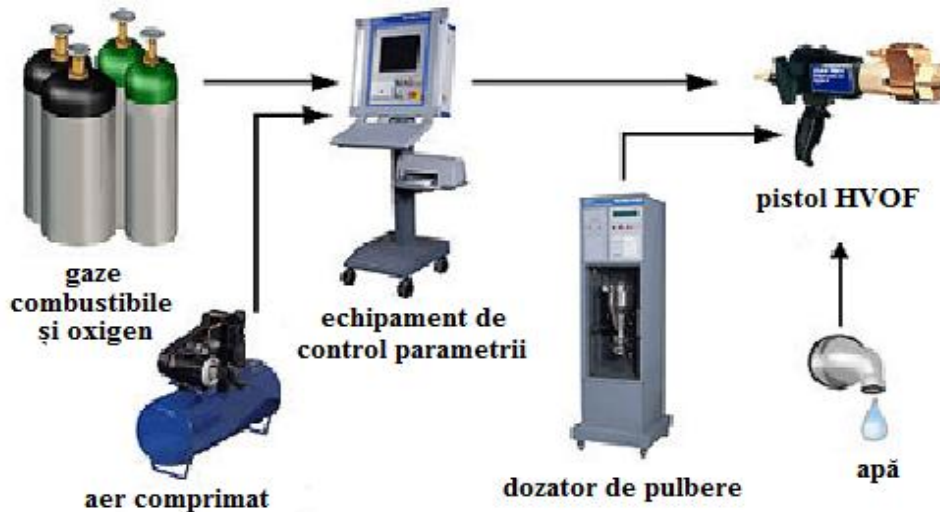 gaze
combustibile
și oxigen
aer comprimat
echipament de
control parametrii
dozator de pulbere
pistol HVOF
apă